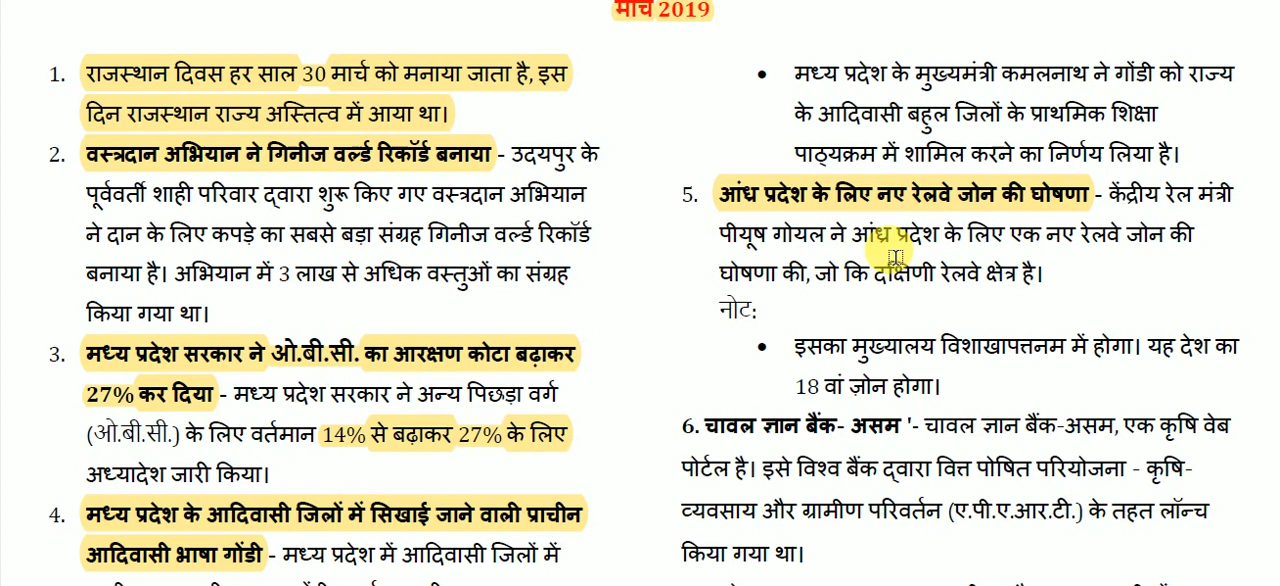 मार्च 2019
1. राजस्थान दिवस हर साल 30 मार्च को मनाया जाता है, इस
दिन राजस्थान राज्य अस्तित्व में आया था।
2. वस्त्रदान अभियान ने गिनीज वर्ल्ड रिकॉर्ड बनाया - उदयपुर के
पूर्ववर्ती शाही परिवार द्वारा शुरू किए गए वस्त्रदान अभियान
ने दान के लिए कपड़े का सबसे बड़ा संग्रह गिनीज वर्ल्ड रिकॉर्ड
बनाया है। अभियान में 3 लाख से अधिक वस्तुओं का संग्रह
किया गया था।
3. मध्य प्रदेश सरकार ने ओ.बी.सी. का आरक्षण कोटा बढ़ाकर
27% कर दिया - मध्य प्रदेश सरकार ने अन्य पिछड़ा वर्ग
(ओ.बी.सी.) के लिए वर्तमान 14% से बढ़ाकर 27% के लिए
अध्यादेश जारी किया।
4. मध्य प्रदेश के आदिवासी जिलों में सिखाई जाने वाली प्राचीन
आदिवासी भाषा गोंडी - मध्य प्रदेश में आदिवासी जिलों में
• मध्य प्रदेश के मुख्यमंत्री कमलनाथ ने गोंडी को राज्य
के आदिवासी बहुल जिलों के प्राथमिक शिक्षा
पाठ्यक्रम में शामिल करने का निर्णय लिया है।
5. आंध्र प्रदेश के लिए नए रेलवे जोन की घोषणा - केंद्रीय रेल मंत्री
पीयूष गोयल ने आंध्र प्रदेश के लिए एक नए रेलवे जोन की
घोषणा की, जो कि दक्षिणी रेलवे क्षेत्र है।
नोट:
• इसका मुख्यालय विशाखापत्तनम में होगा। यह देश का
18 वां ज़ोन होगा।
6. चावल ज्ञान बैंक- असम '- चावल ज्ञान बैंक-असम, एक कृषि वेब
पोर्टल है। इसे विश्व बैंक द्वारा वित्त पोषित परियोजना - कृषि-
व्यवसाय और ग्रामीण परिवर्तन (ए.पी.ए.आर.टी.) के तहत लॉन्च
किया गया था।